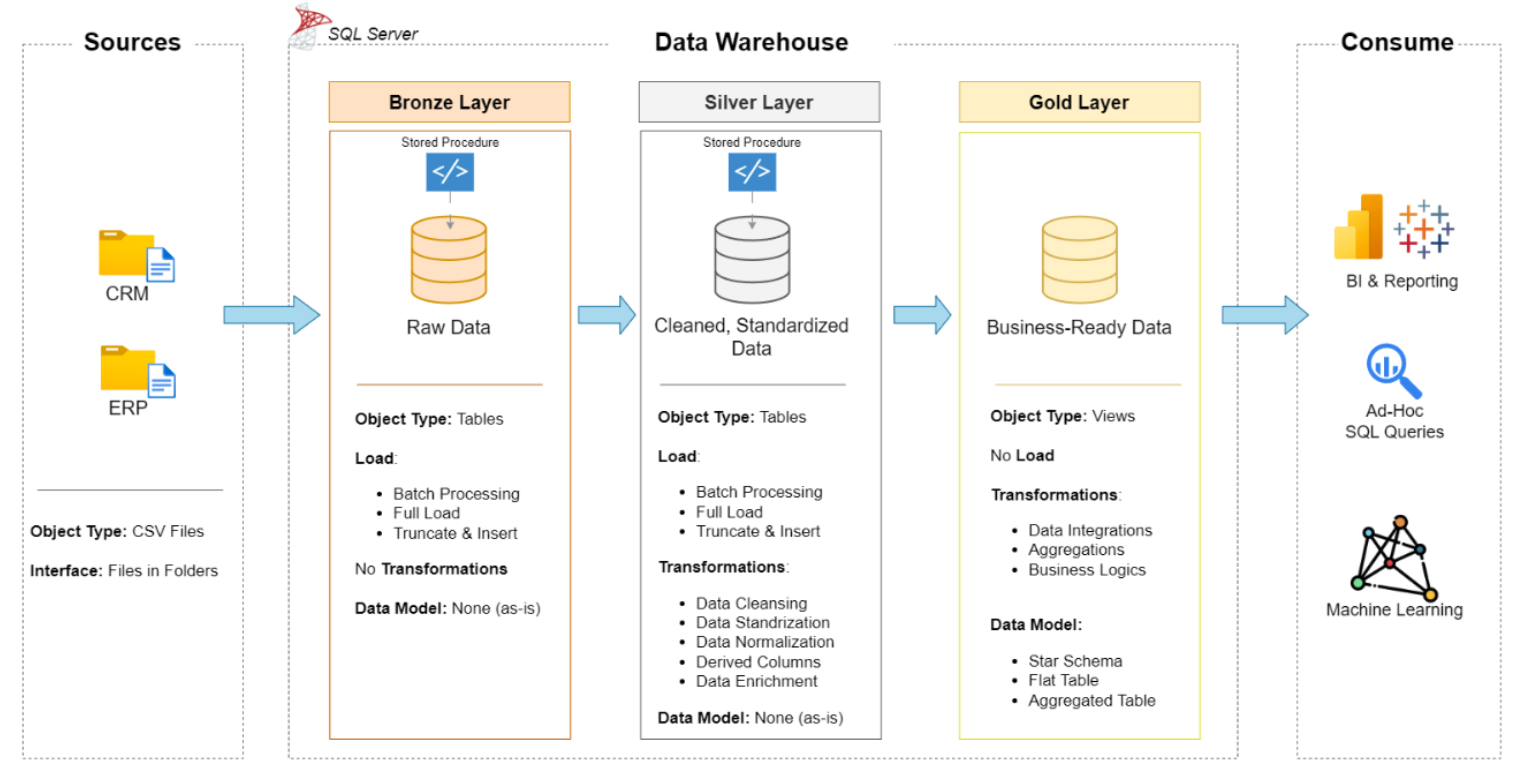 Sources
CRM
ERP
Object Type: CSV Files
Interface: Files in Folders
SQL Server
Data Warehouse
Bronze Layer
Stored Procedure
</>
Raw Data
Object Type: Tables
Load:
• Batch Processing
• Full Load
• Truncate & Insert
No Transformations
Data Model: None (as-is)
Silver Layer
Stored Procedure
</>
Cleaned, Standardized
Data
Object Type: Tables
Load:
• Batch Processing
• Full Load
• Truncate & Insert
Transformations:
• Data Cleansing
• Data Standrization
• Data Normalization
• Derived Columns
• Data Enrichment
Data Model: None (as-is)
Gold Layer
Business-Ready Data
Object Type: Views
No Load
Transformations:
• Data Integrations
• Aggregations
• Business Logics
Data Model:
• Star Schema
• Flat Table
• Aggregated Table
Consume
BI & Reporting
Ad-Hoc
SQL Queries
Machine Learning